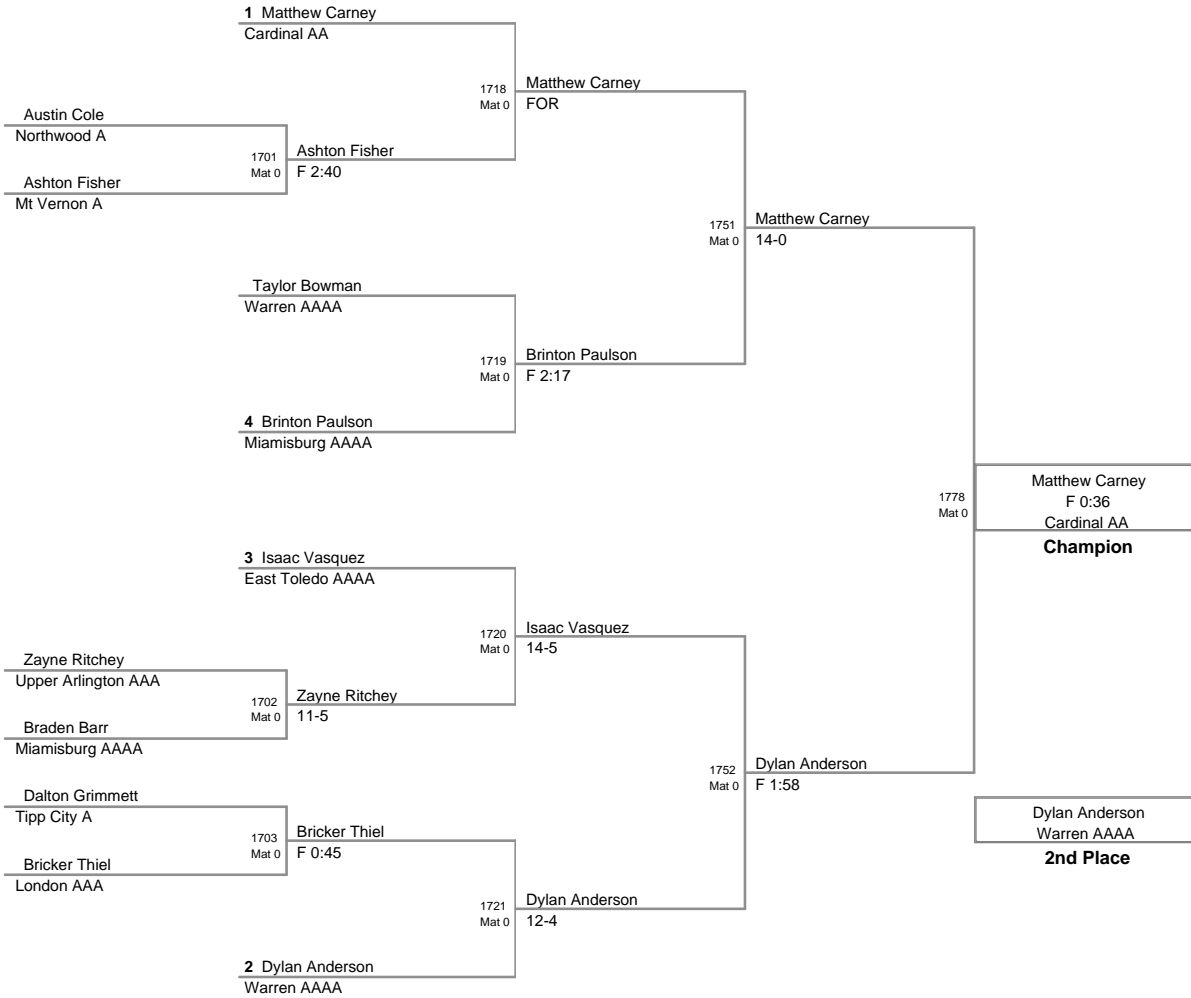 1 Matthew Carney
Cardinal AA
1718
Mat 0
Matthew Carney
FOR
Austin Cole
Northwood A
1701
Mat 0
Ashton Fisher
F 2:40
Ashton Fisher
Mt Vernon A
1751
Mat 0
Matthew Carney
14-0
Taylor Bowman
Warren AAAA
1719
Mat 0
Brinton Paulson
F 2:17
4 Brinton Paulson
Miamisburg AAAA
1778
Mat 0
Matthew Carney
F 0:36
Cardinal AA
Champion
3 Isaac Vasquez
East Toledo AAAA
1720
Mat 0
Isaac Vasquez
14-5
Zayne Ritchey
Upper Arlington AAA
1702
Mat 0
Zayne Ritchey
11-5
Braden Barr
Miamisburg AAAA
1752
Mat 0
Dylan Anderson
F 1:58
Dalton Grimmett
Tipp City A
1703
Mat 0
Bricker Thiel
F 0:45
Bricker Thiel
London AAA
Dylan Anderson
Warren AAAA
2nd Place
1721
Mat 0
Dylan Anderson
12-4
2 Dylan Anderson
Warren AAAA